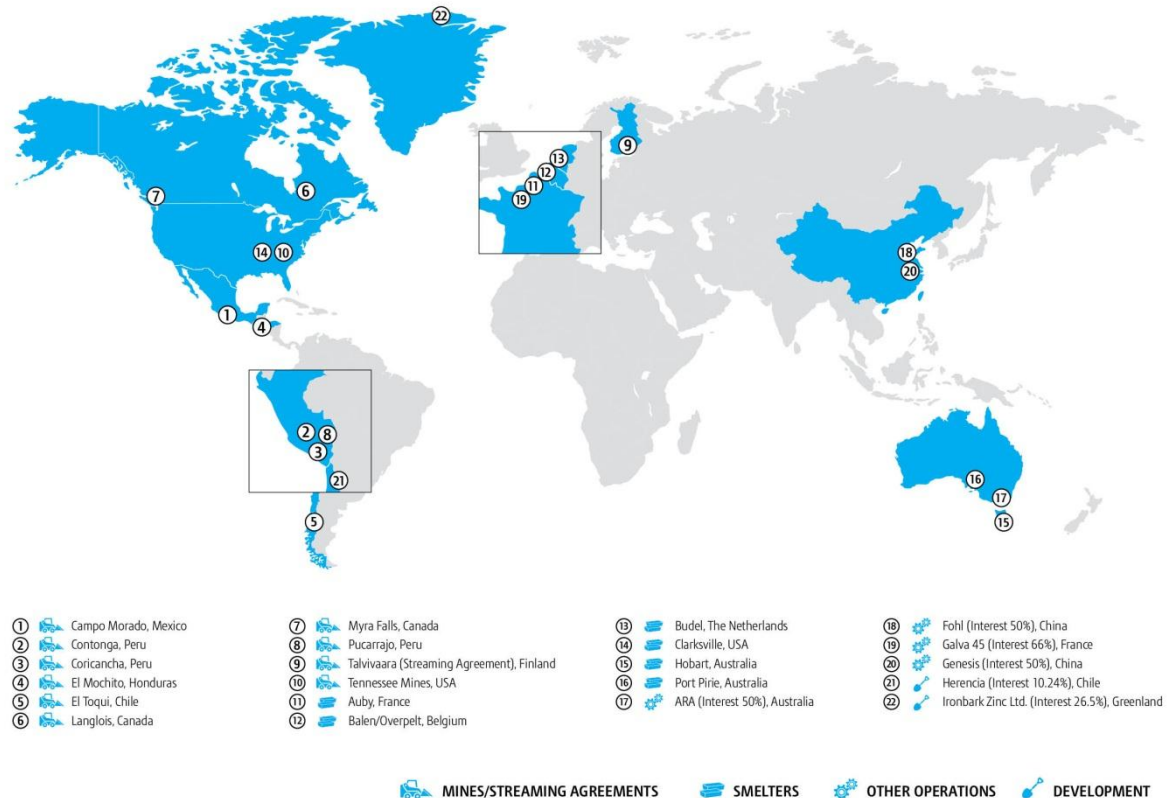 22
9
13
12
11
19
7
6
14
10
18
20
1
4
2
8
3
21
16
17
15
5
1 Campo Morado, Mexico
2 Contonga, Peru
3 Coricancha, Peru
4 El Mochito, Honduras
5 El Toqui, Chile
6 Langlois, Canada
7 Myra Falls, Canada
8 Pucarrajo, Peru
9 Talvivaara (Streaming Agreement), Finland
10 Tennessee Mines, USA
11 Auby, France
12 Balen/Overpelt, Belgium
13 Budel, The Netherlands
14 Clarksville, USA
15 Hobart, Australia
16 Port Pirie, Australia
17 ARA (Interest 50%), Australia
18 Fohl (Interest 50%), China
19 Galva 45 (Interest 66%), France
20 Genesis (Interest 50%), China
21 Herencia (Interest 10.24%), Chile
22 Ironbark Zinc Ltd. (Interest 26.5%), Greenland
MINES/STREAMING AGREEMENTS SMELTERS OTHER OPERATIONS DEVELOPMENT